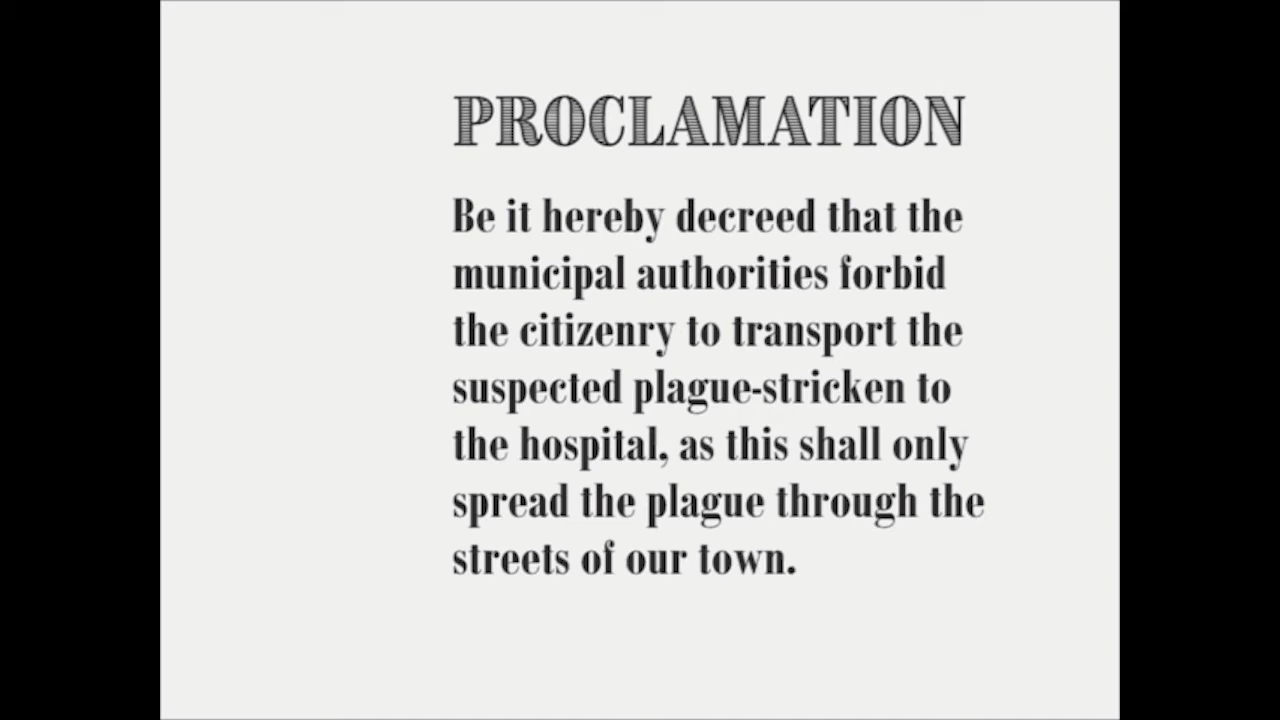 PROCLAMATION
Be it hereby decreed that the
municipal authorities forbid
the citizenry to transport the
suspected plague-stricken to
the hospital, as this shall only
spread the plague through the
streets of our town.